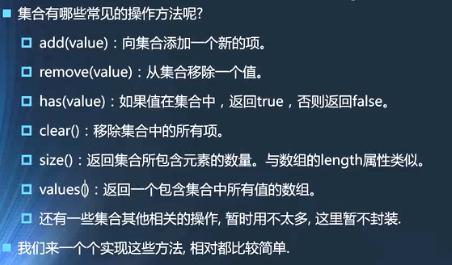 集合有哪些常见的操作方法呢?
add(value)：向集合添加一个新的项。
remove(value)：从集合移除一个值。
has(value)：如果值在集合中，返回true，否则返回false。
clear()：移除集合中的所有项。
size()：返回集合所包含元素的数量。与数组的length属性类似。
values()：返回一个包含集合中所有值的数组。
还有一些集合其他相关的操作, 暂时用不太多, 这里暂不封装.
我们来一个个实现这些方法, 相对都比较简单.